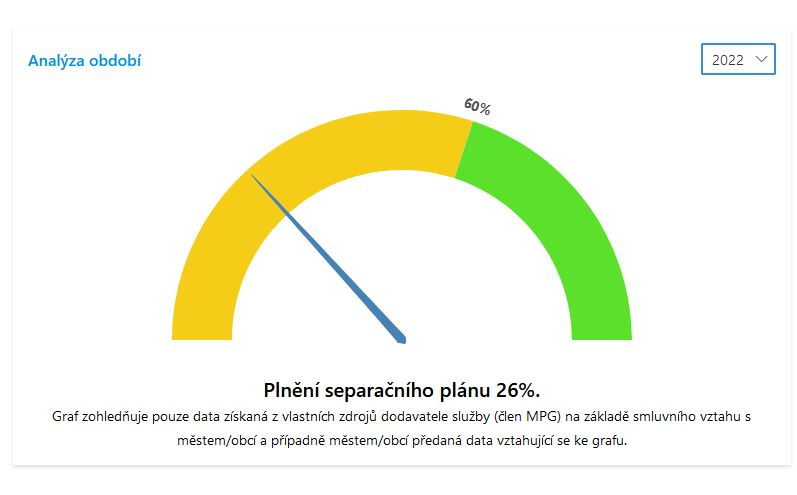 Analýza období
2022
60%
Plnění separačního plánu 26%.
Graf zohledňuje pouze data získaná z vlastních zdrojů dodavatele služby (člen MPG) na základě smluvního vztahu s
městem/obcí a případně městem/obcí předaná data vztahující se ke grafu.